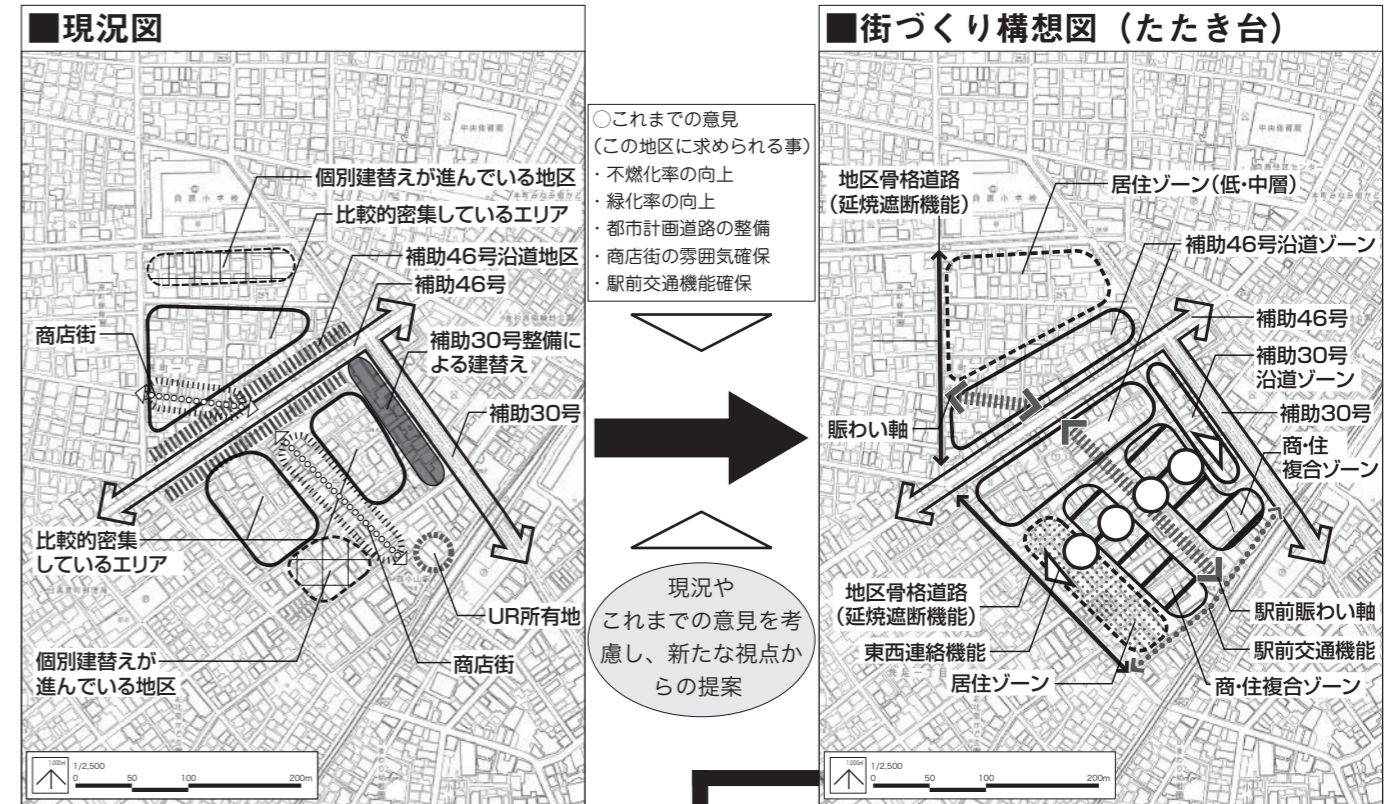 ■現況図
中央体育館
個別建替えが進んでいる地区
比較的密集しているエリア
補助46号沿道地区
補助46号
商店街
補助30号整備に
よる建替え
補助30号
比較的密集
しているエリア
UR所有地
個別建替えが
進んでいる地区
商店街
1/2,500
0 50 100 200m
○これまでの意見
(この地区に求められる事)
・不燃化率の向上
・緑化率の向上
・都市計画道路の整備
・商店街の雰囲気確保
・駅前交通機能確保
現況や
これまでの意見を考
慮し、新たな視点か
らの提案
■街づくり構想図（たたき台）
中央体育館
地区骨格道路
(延焼遮断機能)
居住ゾーン(低・中層)
補助46号沿道ゾーン
補助46号
補助30号
沿道ゾーン
補助30号
賑わい軸
商・住
複合ゾーン
地区骨格道路
(延焼遮断機能)
駅前賑わい軸
東西連絡機能
駅前交通機能
居住ゾーン
商・住複合ゾーン
1/2,500
0 50 100 200m